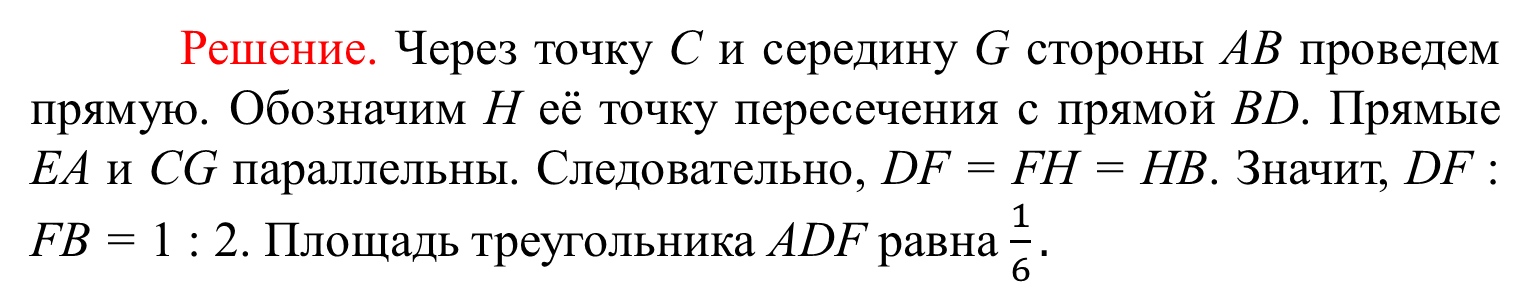 Решение. Через точку C и середину G стороны AB проведем
прямую. Обозначим H её точку пересечения с прямой BD. Прямые
EA и CG параллельны. Следовательно, DF = FH = HB. Значит, DF :
FB = 1 : 2. Площадь треугольника ADF равна 1/6.